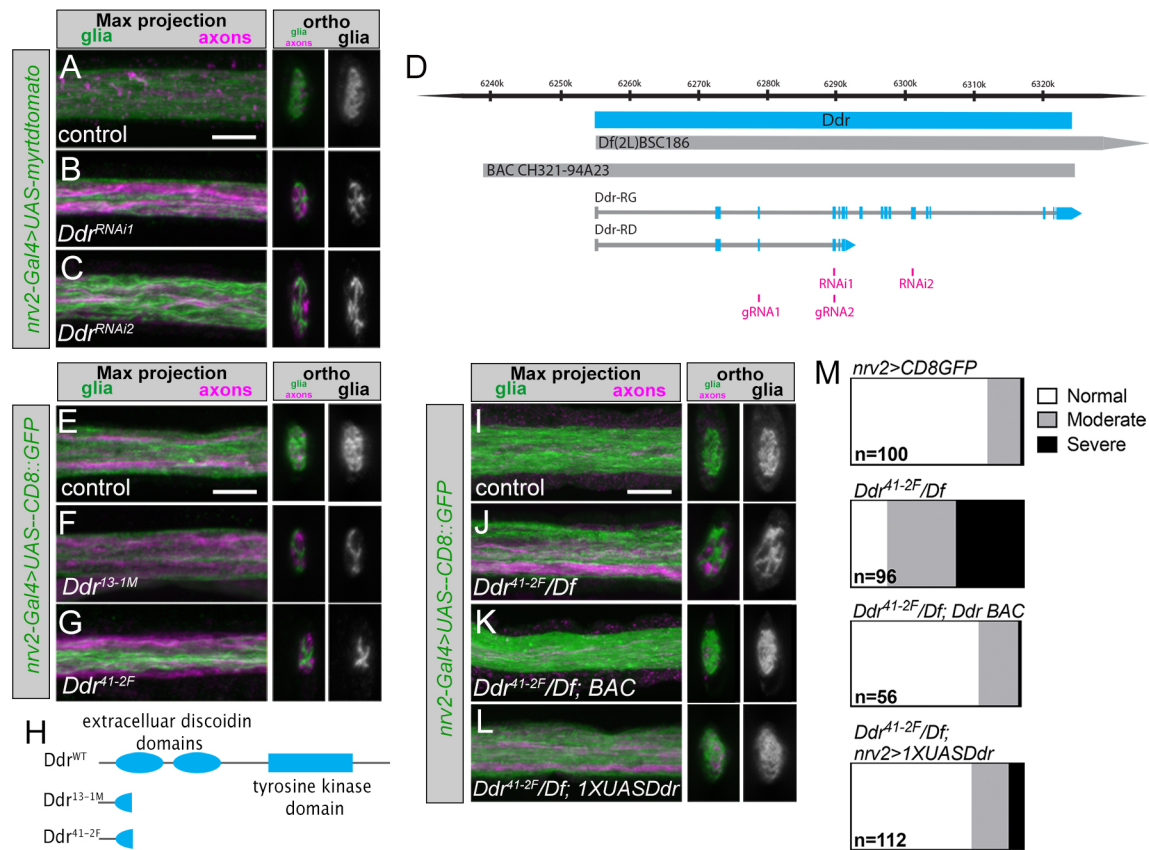 Max projection
ortho
glia
axons
glia
axons
glia
nrv2-Gal4>UAS-myrtdtomato
A
control
B
Ddr^RNAi1
C
Ddr^RNAi2
D
6240k
6250k
6260k
6270k
6280k
6290k
6300k
6310k
6320k
Ddr
Df(2L)BSC186
BAC CH321-94A23
Ddr-RG
Ddr-RD
RNAi1
RNAi2
gRNA1
gRNA2
Max projection
ortho
glia
axons
glia
axons
glia
nrv2-Gal4>UAS--CD8::GFP
E
control
F
Ddr^13-1M
G
Ddr^41-2F
H
extracelluar discoidin
domains
Ddr^WT
tyrosine kinase
domain
Ddr^13-1M
Ddr^41-2F
Max projection
ortho
glia
axons
glia
axons
glia
nrv2-Gal4>UAS--CD8::GFP
I
control
J
Ddr^41-2F/Df
K
Ddr^41-2F/Df; BAC
L
Ddr^41-2F/Df; 1XUASDdr
M
nrv2>CD8GFP
n=100
Normal
Moderate
Severe
Ddr^41-2F/Df
n=96
Ddr^41-2F/Df; Ddr BAC
n=56
Ddr^41-2F/Df;
nrv2>1XUASDdr
n=112